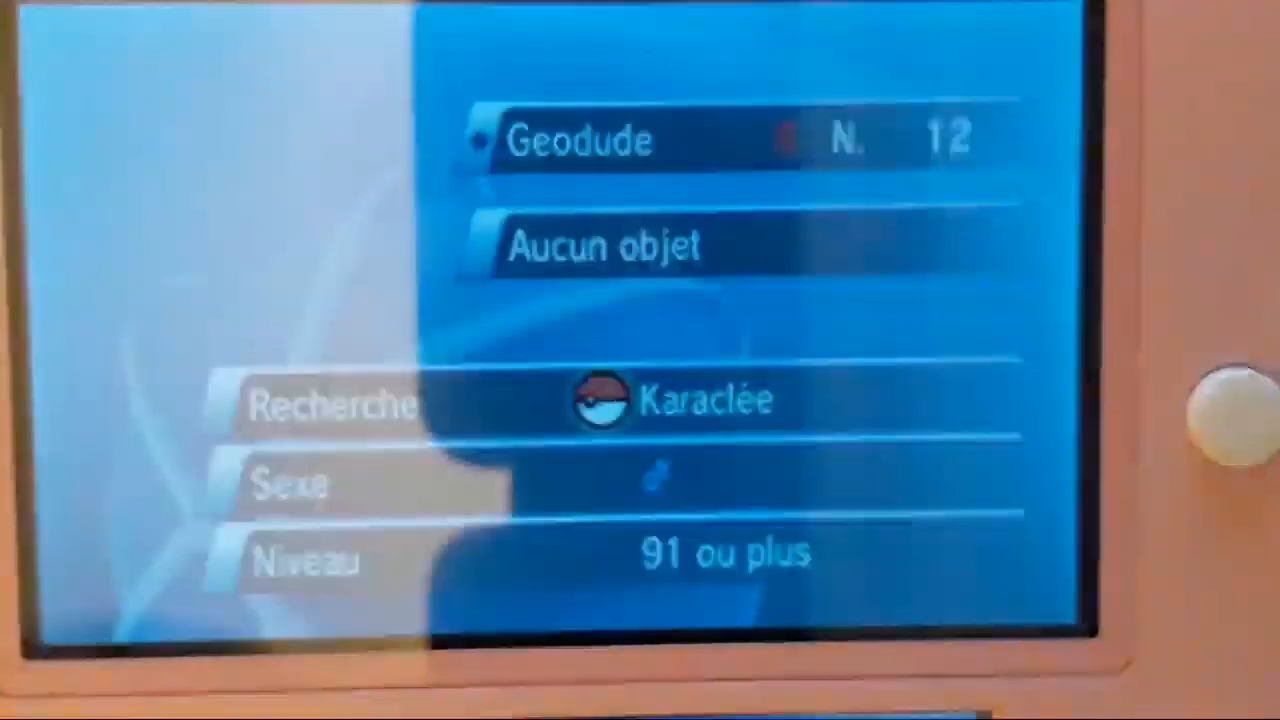 Geodude N. 12
Aucun objet
Recherche Karaclée
Sexe ♂
Niveau 91 ou plus